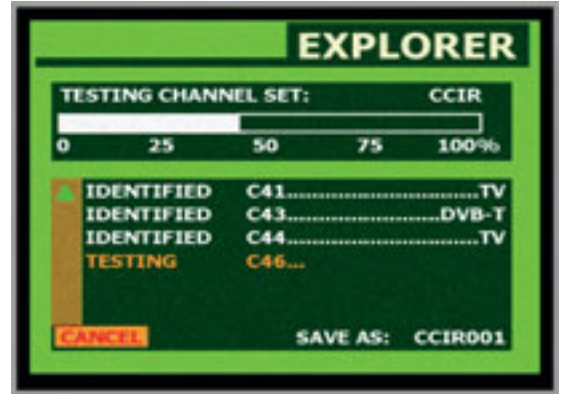 EXPLORER
TESTING CHANNEL SET: CCIR
0 25 50 75 100%
IDENTIFIED C41.........................TV
IDENTIFIED C43....................DVB-T
IDENTIFIED C44.........................TV
TESTING C46...
CANCEL SAVE AS: CCIR001